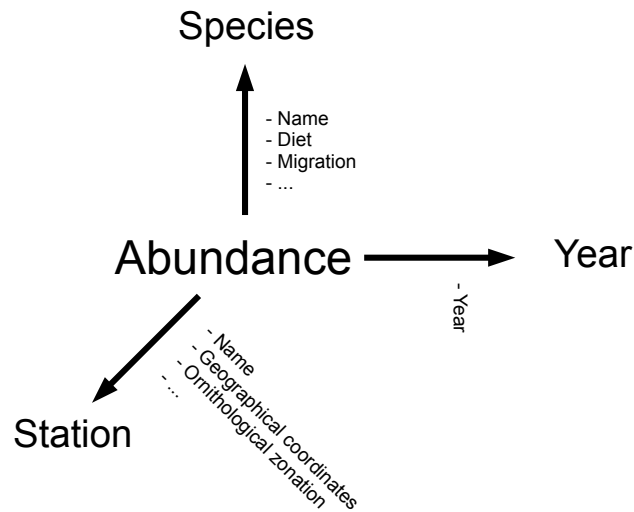 Species
- Name
- Diet
- Migration
- ...
Abundance
Year
- Year
- Name
- Geographical coordinates
- Ornithological zonation
- ...
Station